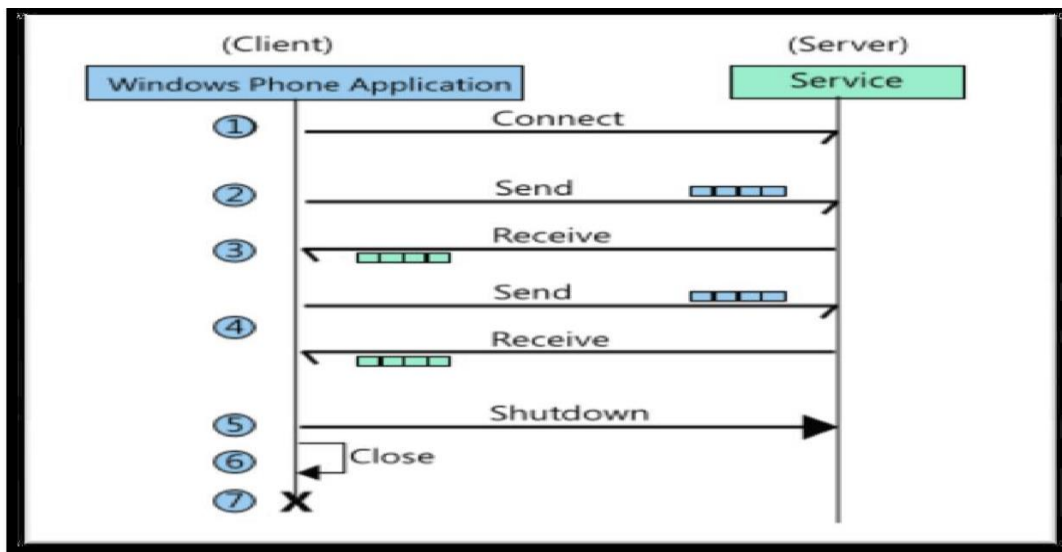 (Client)
(Server)
Windows Phone Application
Service
1
Connect
2
Send
3
Receive
Send
4
Receive
5
Shutdown
6
Close
7